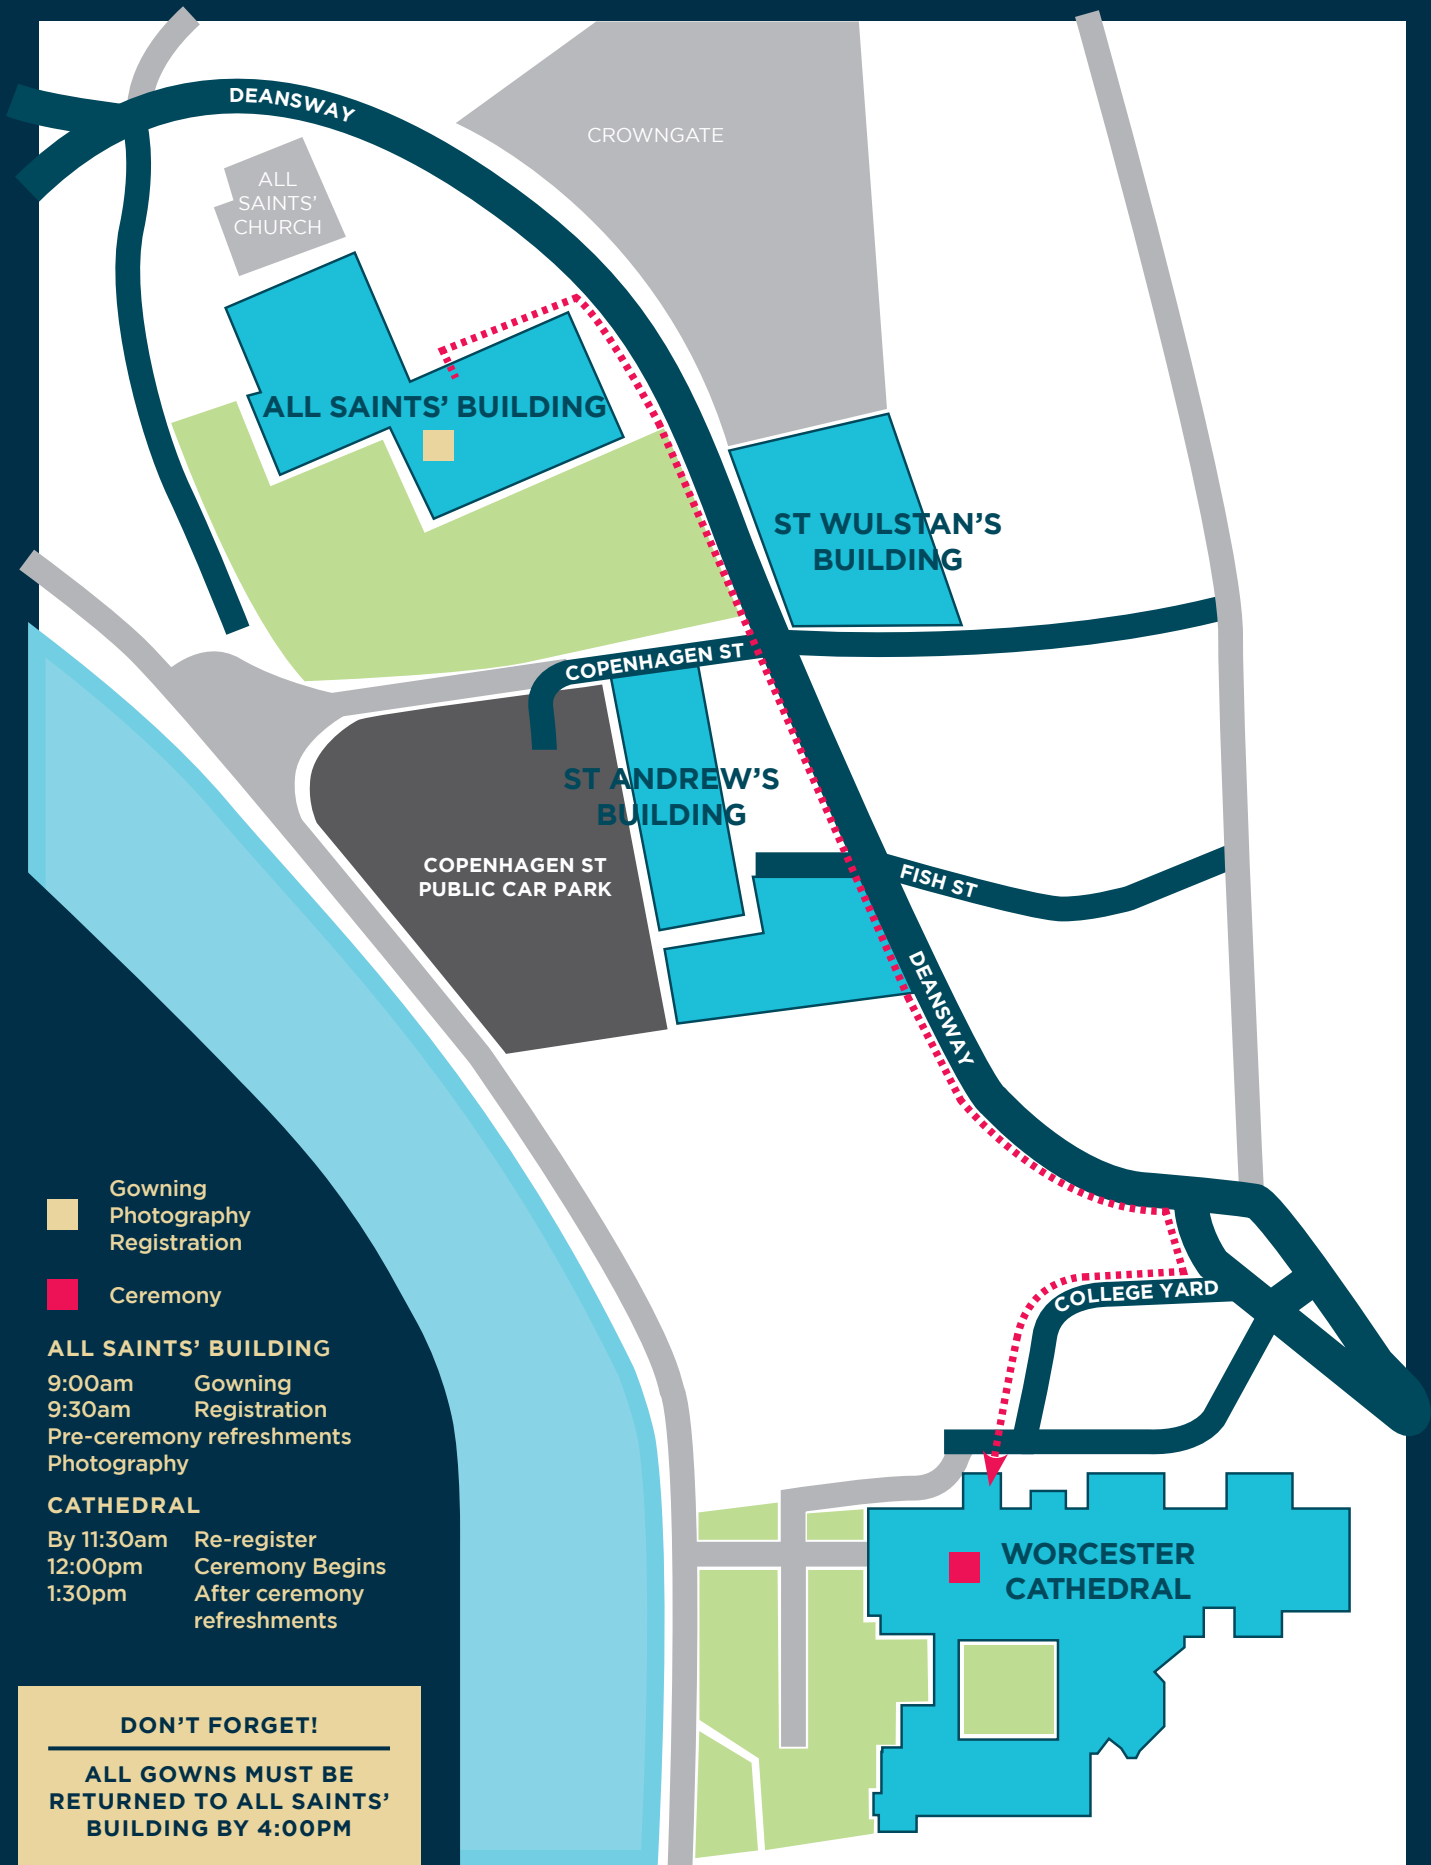 DEANSWAY
CROWNGATE
ALL
SAINTS'
CHURCH
ALL SAINTS' BUILDING
ST WULSTAN'S
BUILDING
COPENHAGEN ST
ST ANDREW'S
BUILDING
COPENHAGEN ST
PUBLIC CAR PARK
FISH ST
DEANSWAY
COLLEGE YARD
WORCESTER
CATHEDRAL
Gowning
Photography
Registration
Ceremony
ALL SAINTS' BUILDING
9:00am Gowning
9:30am Registration
Pre-ceremony refreshments
Photography
CATHEDRAL
By 11:30am Re-register
12:00pm Ceremony Begins
1:30pm After ceremony
refreshments
DON'T FORGET!
ALL GOWNS MUST BE
RETURNED TO ALL SAINTS'
BUILDING BY 4:00PM